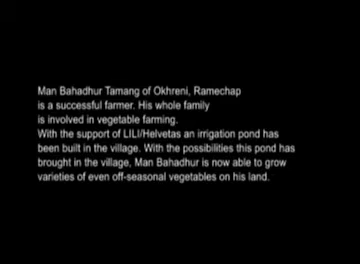 Man Bahadhur Tamang of Okhreni, Ramechap
is a successful farmer. His whole family
is involved in vegetable farming.
With the support of LILI/Helvetas an irrigation pond has
been built in the village. With the possibilities this pond has
brought in the village, Man Bahadhur is now able to grow
varieties of even off-seasonal vegetables on his land.